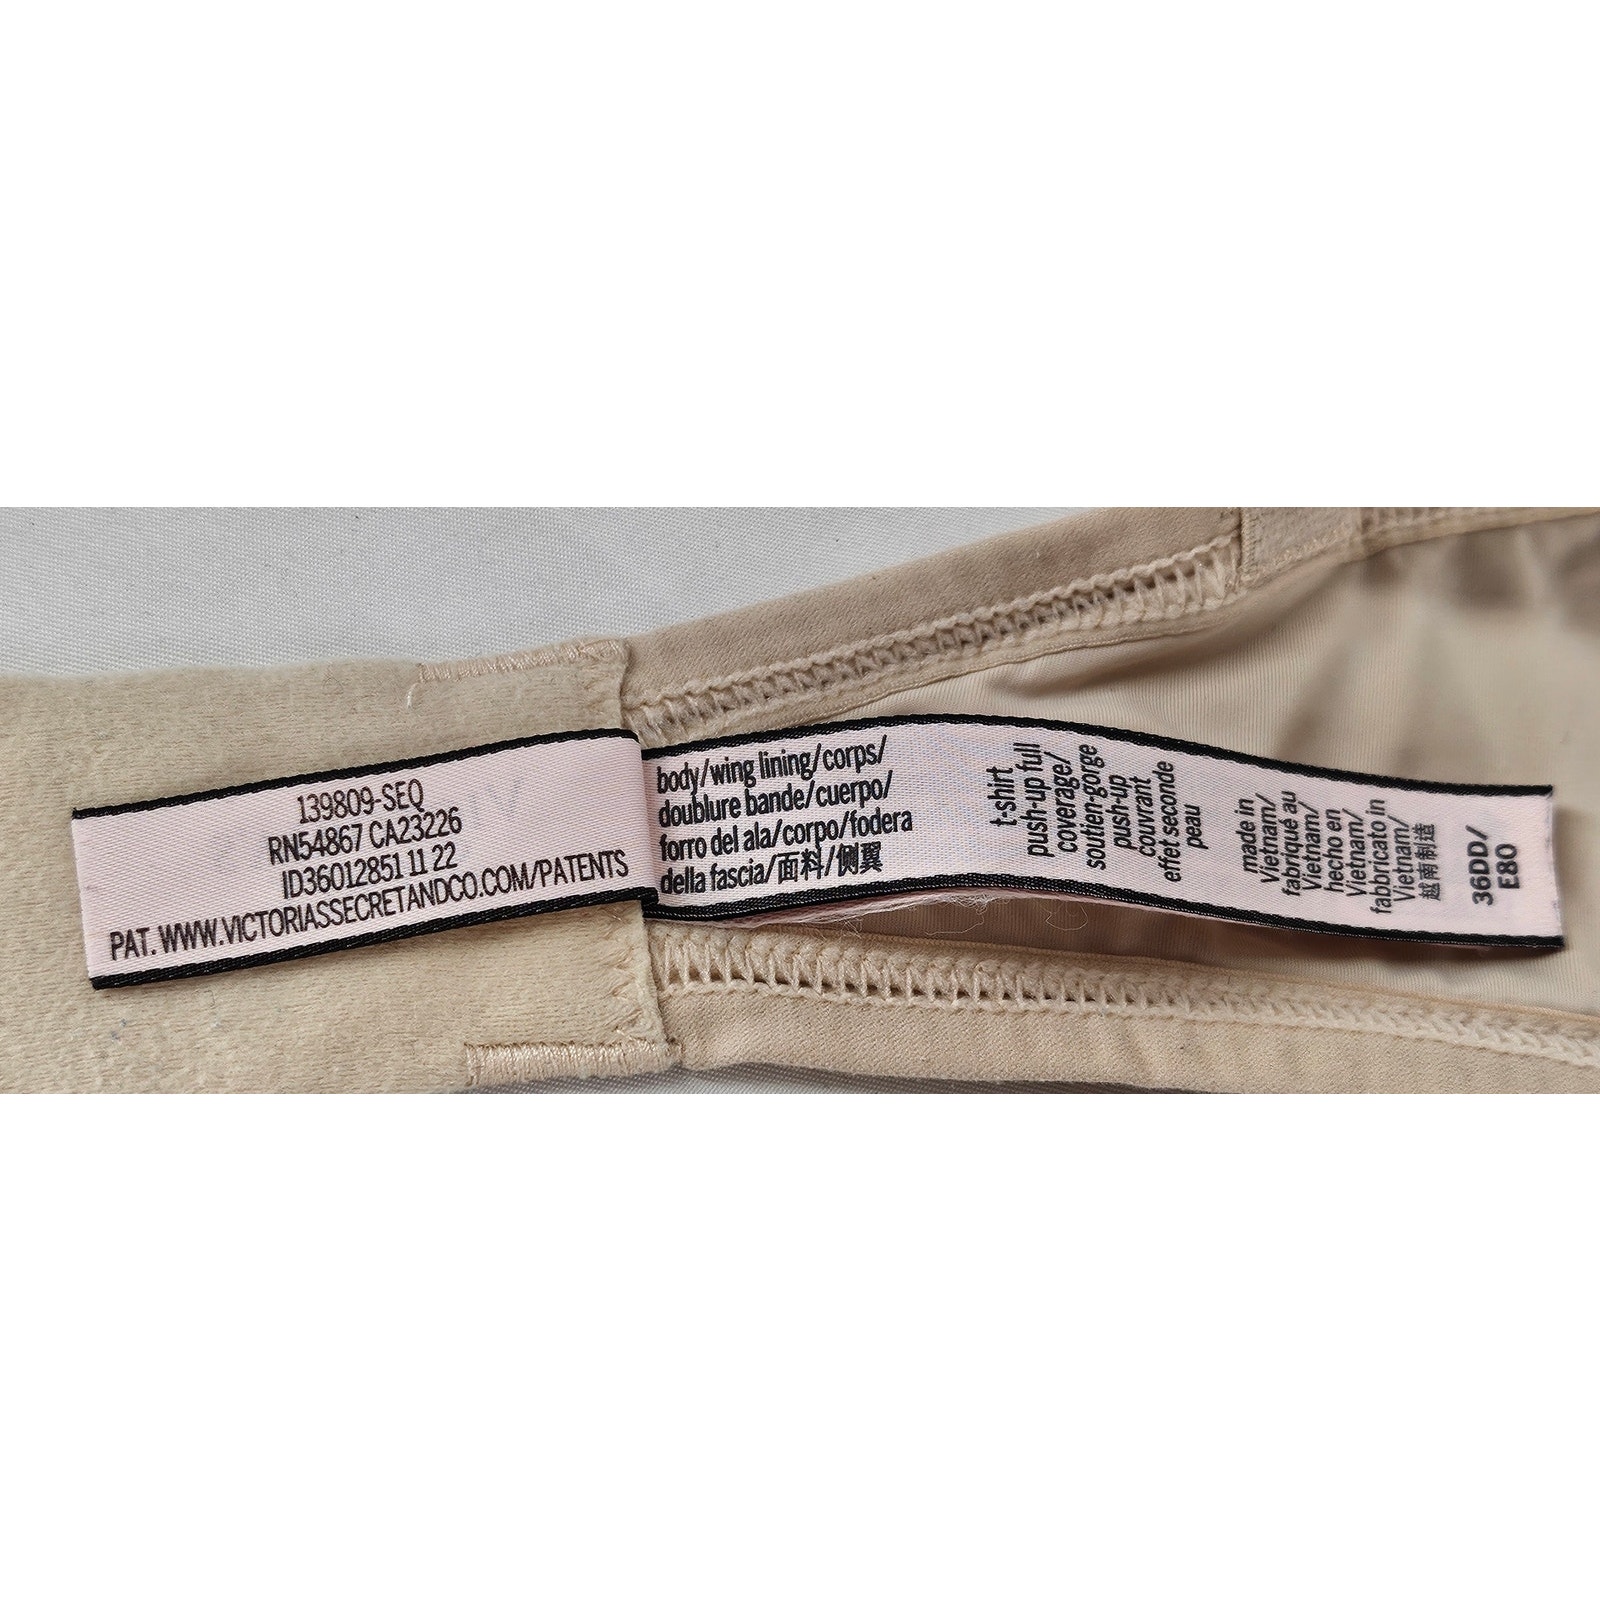 139809-SEQ
RN54867 CA23226
ID36012851 11 22
PAT. WWW.VICTORIASSECRETANDCO.COM/PATENTS
body/wing lining/corps/
doublure bande/cuerpo/
forro del ala/corpo/fodera
della fascia/面料/侧翼
t-shirt
push-up full
coverage/
soutien-gorge
push-up
couvrant
effet seconde
peau
made in
Vietnam/
fabriqué au
Vietnam/
hecho en
Vietnam/
fabbricato in
Vietnam/
越南制造
36DD/
E80